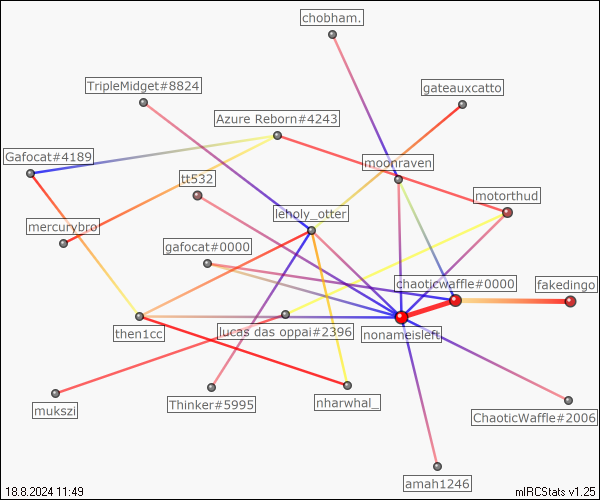 chobham.
TripleMidget#8824
gateauxcatto
Azure Reborn#4243
Gafocat#4189
moonraven
tt532
motorthud
leholy_otter
mercurybro
gafocat#0000
chaoticwaffle#0000
fakedingo
then1cc
lucas das oppai#2396
nonameisleft
mukszi
Thinker#5995
nharwhal_
ChaoticWaffle#2006
amah1246
18.8.2024 11:49
mIRCStats v1.25